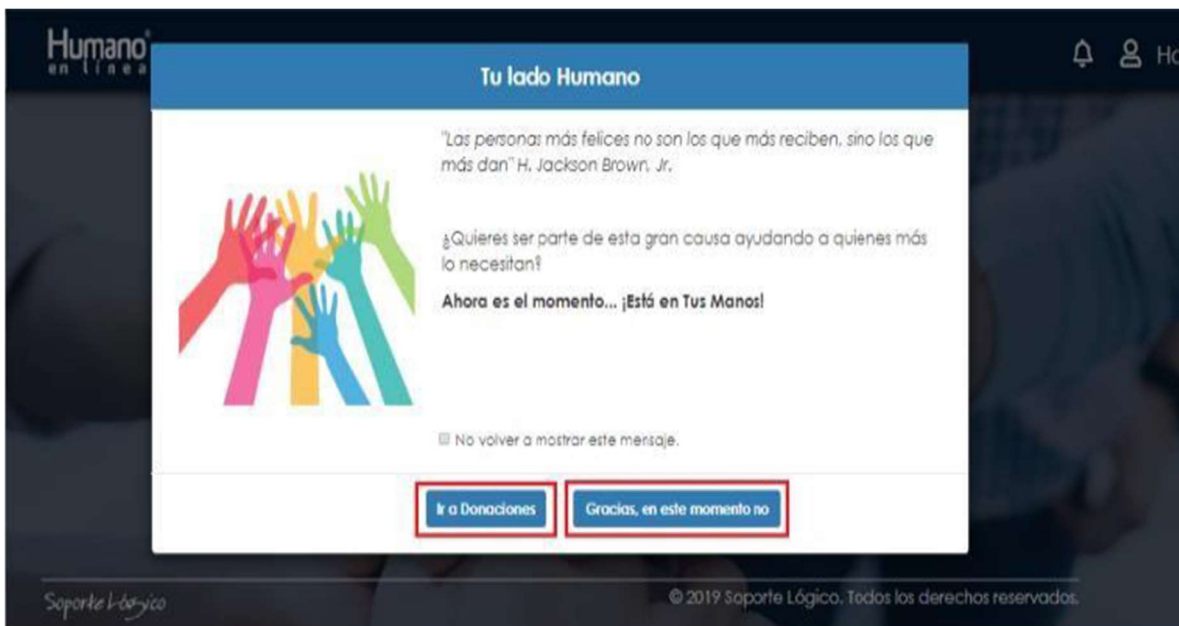 Humano
en línea
Ho
Tu lado Humano
"Las personas más felices no son los que más reciben, sino los que
más dan" H. Jackson Brown, Jr.
¿Quieres ser parte de esta gran causa ayudando a quienes más
lo necesitan?
Ahora es el momento... ¡Está en Tus Manos!
No volver a mostrar este mensaje.
Ir a Donaciones
Gracias, en este momento no
Soporte Lógico
© 2019 Soporte Lógico. Todos los derechos reservados.